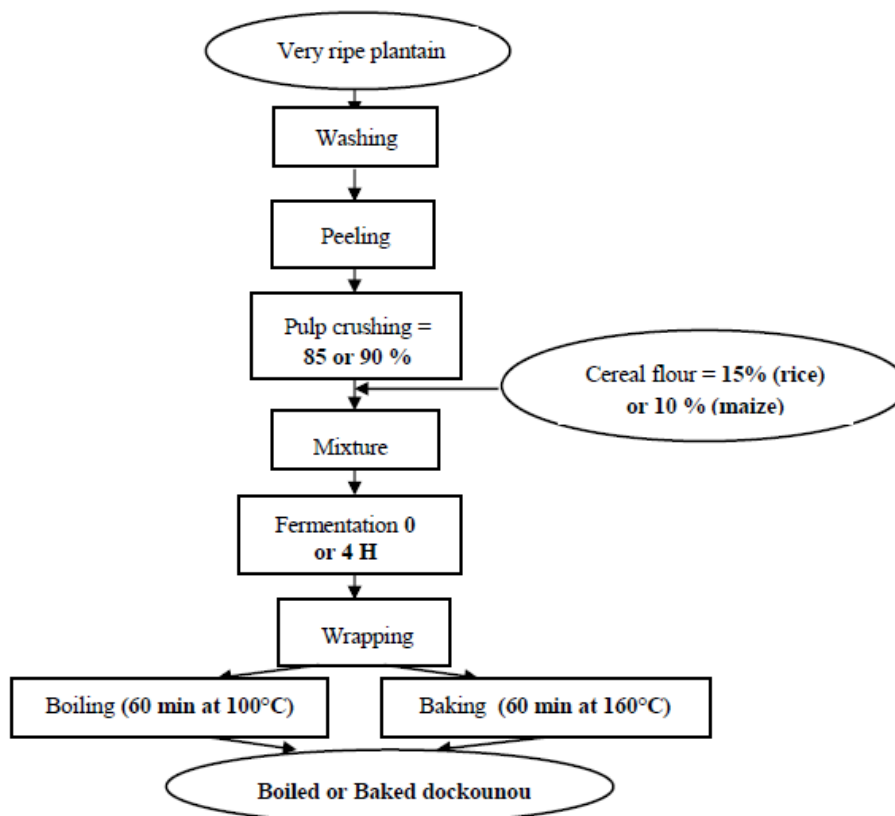 Very ripe plantain
Washing
Peeling
Pulp crushing =
85 or 90 %
Cereal flour = 15% (rice)
or 10 % (maize)
Mixture
Fermentation 0
or 4 H
Wrapping
Boiling (60 min at 100°C)
Baking (60 min at 160°C)
Boiled or Baked dockounou